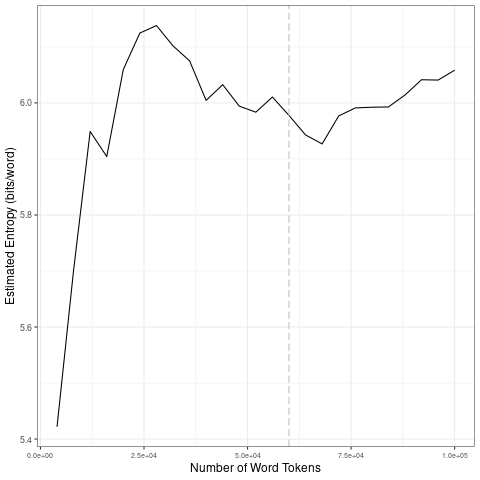 Estimated Entropy (bits/word)
6.0
5.8
5.6
5.4
0.0e+00 2.5e+04 5.0e+04 7.5e+04 1.0e+05
Number of Word Tokens